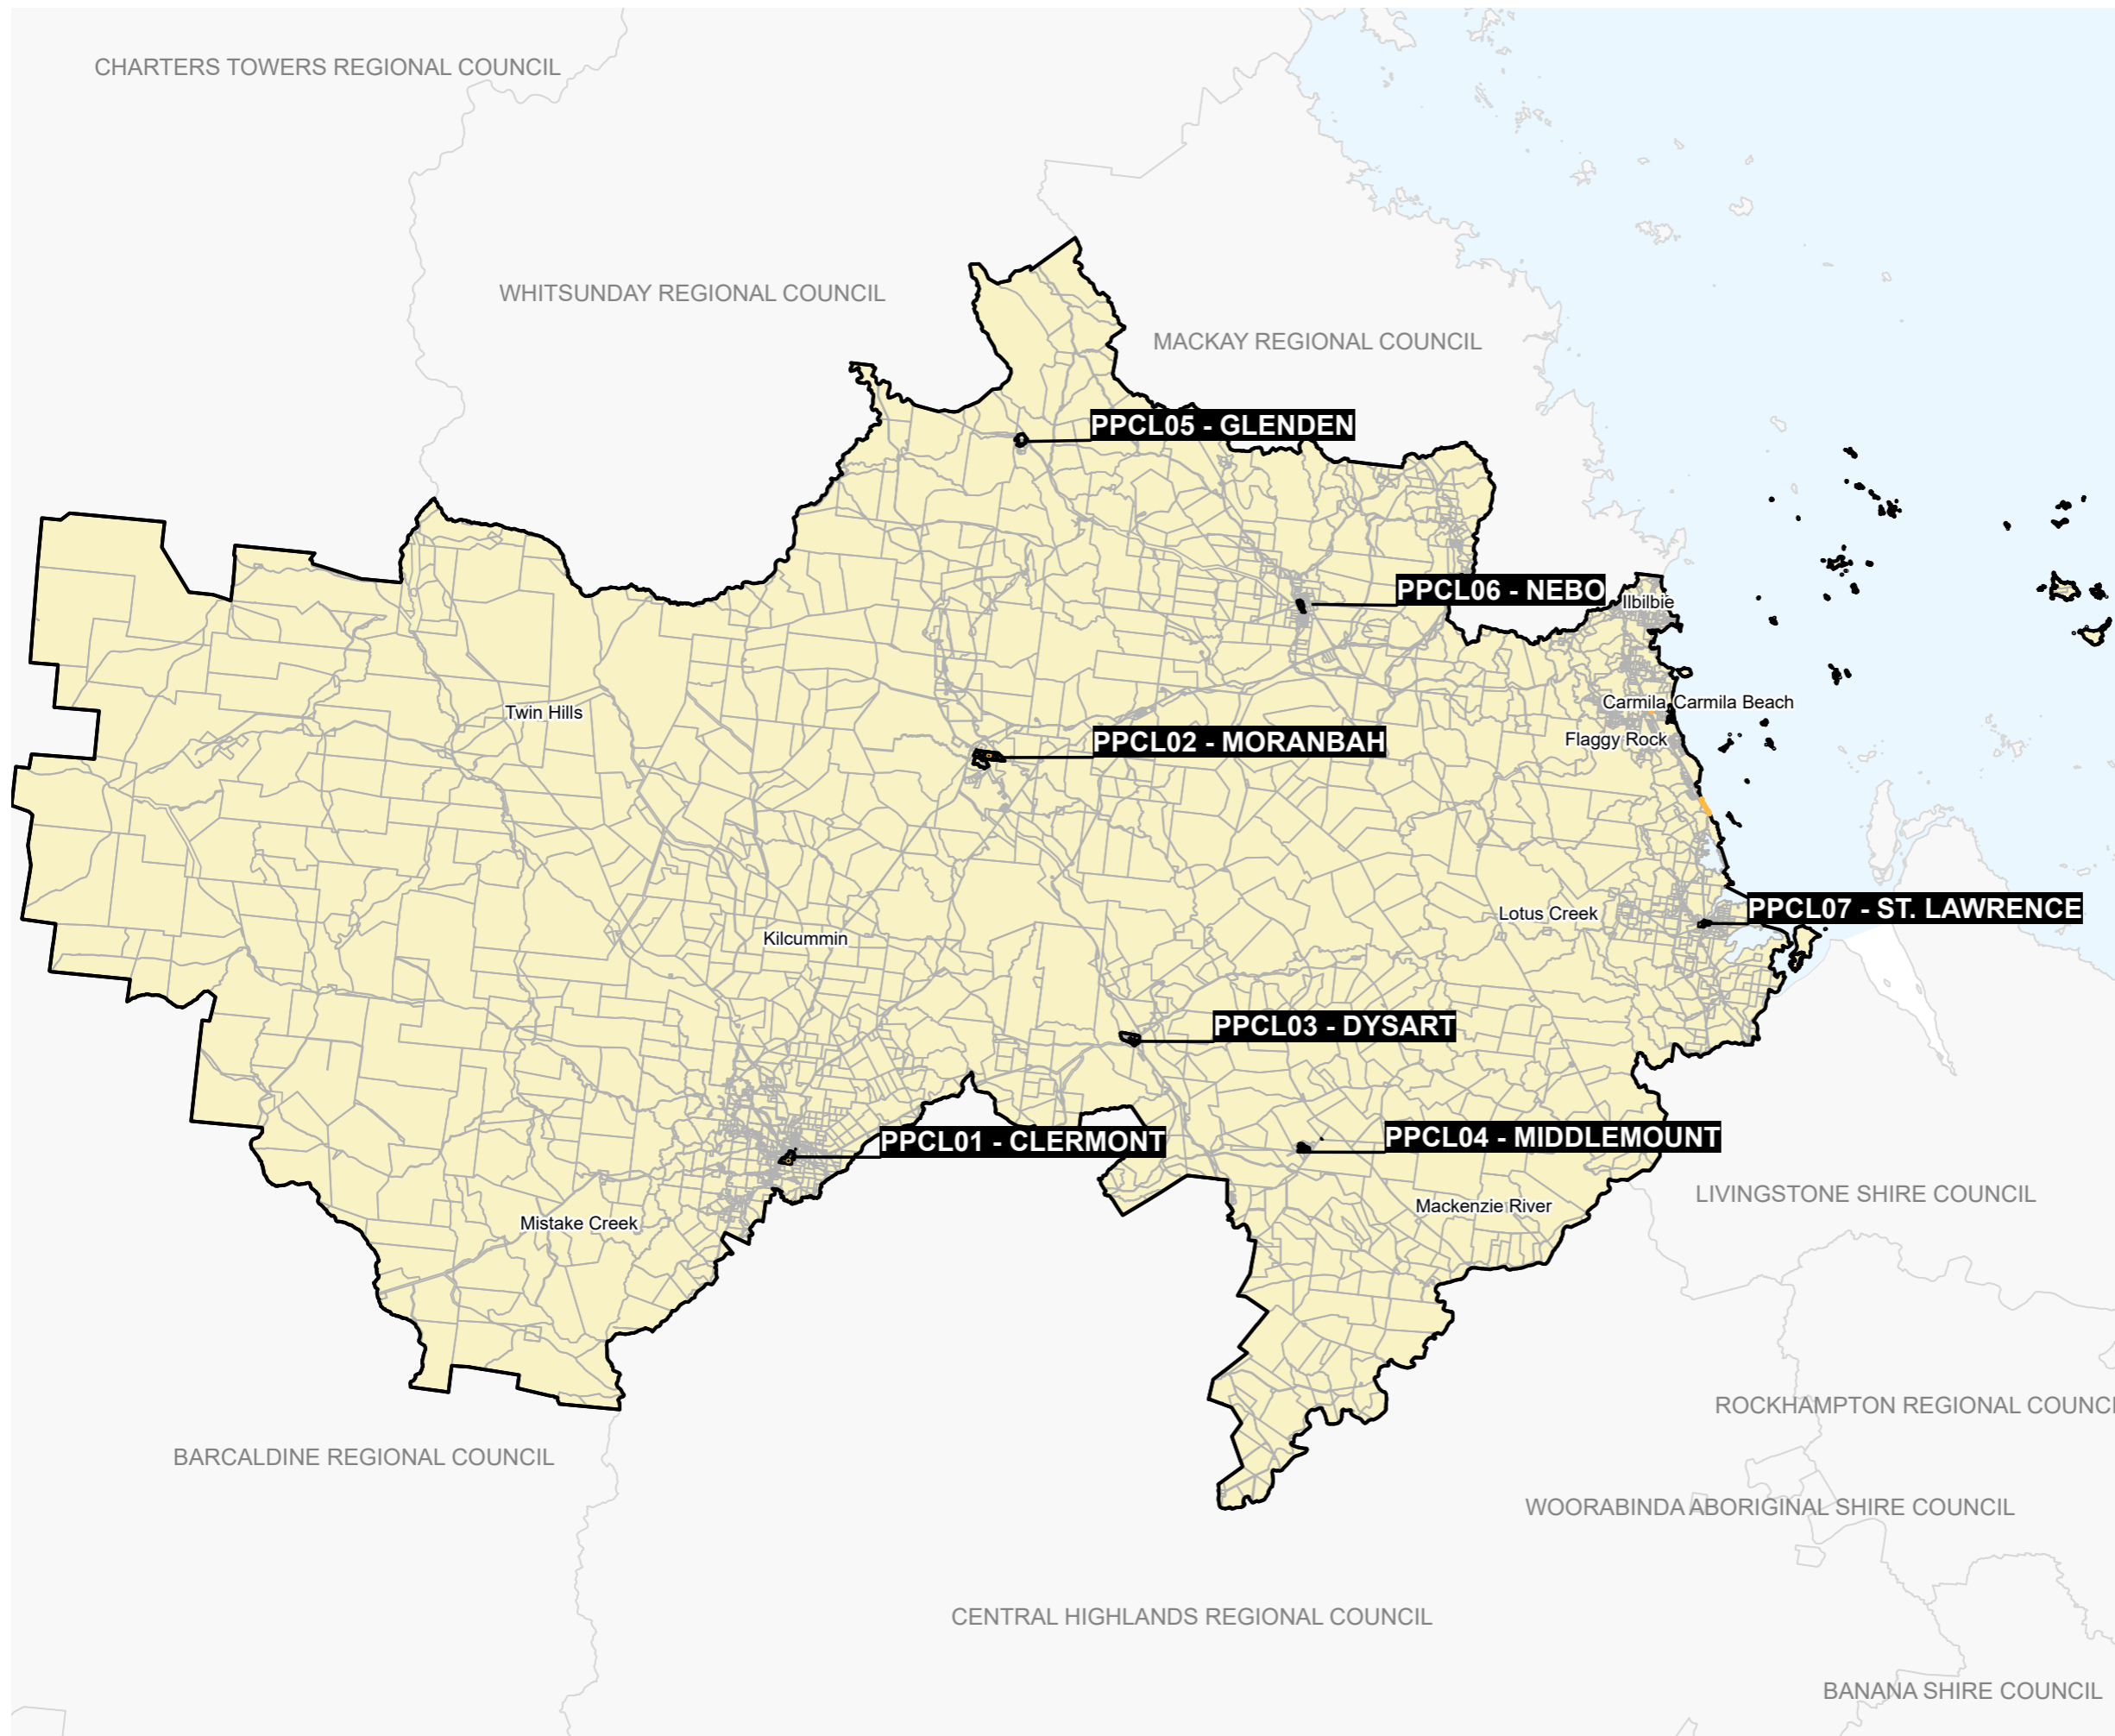 CHARTERS TOWERS REGIONAL COUNCIL
WHITSUNDAY REGIONAL COUNCIL
MACKAY REGIONAL COUNCIL
PPCL05 - GLENDEN
PPCL06 - NEBO
Ilbilbie
Carmila
Carmila Beach
Twin Hills
Flaggy Rock
PPCL02 - MORANBAH
PPCL07 - ST. LAWRENCE
Lotus Creek
Kilcummin
PPCL03 - DYSART
PPCL04 - MIDDLEMOUNT
PPCL01 - CLERMONT
LIVINGSTONE SHIRE COUNCIL
Mackenzie River
Mistake Creek
ROCKHAMPTON REGIONAL COUNCI
BARCALDINE REGIONAL COUNCIL
WOORABINDA ABORIGINAL SHIRE COUNCIL
CENTRAL HIGHLANDS REGIONAL COUNCIL
BANANA SHIRE COUNCIL